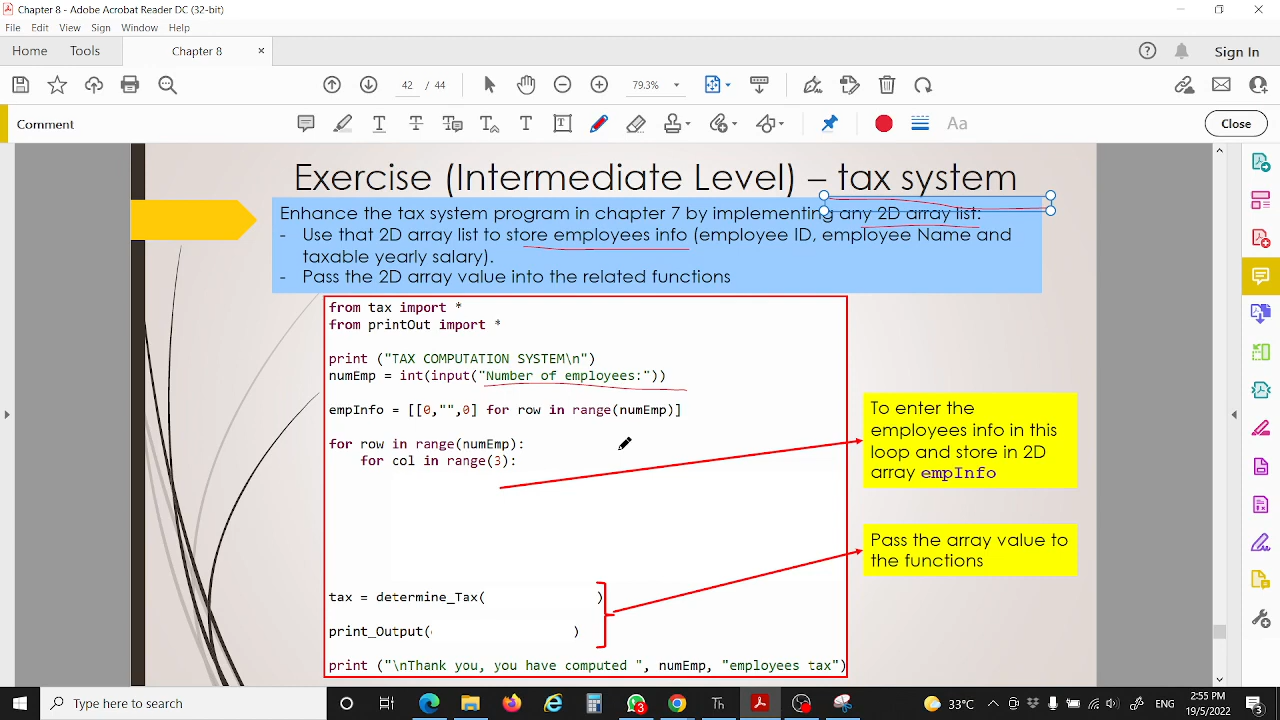 Chapter 8 - Adobe Acrobat Reader DC (32-bit)
File Edit View Sign Window Help
Home Tools Chapter 8 × Sign In
42 / 44 79.3%
Comment Aa Close
Exercise (Intermediate Level) – tax system
Enhance the tax system program in chapter 7 by implementing any 2D array list:
- Use that 2D array list to store employees info (employee ID, employee Name and
taxable yearly salary).
- Pass the 2D array value into the related functions
from tax import *
from printOut import *
print ("TAX COMPUTATION SYSTEM\n")
numEmp = int(input("Number of employees:"))
empInfo = [[0,"",0] for row in range(numEmp)]
for row in range(numEmp):
for col in range(3):
To enter the
employees info in this
loop and store in 2D
array empInfo
Pass the array value to
the functions
tax = determine_Tax( )
print_Output( )
print ("\nThank you, you have computed ", numEmp, "employees tax")
Type here to search
3
Th
33°C
2:55 PM
19/5/2022
3